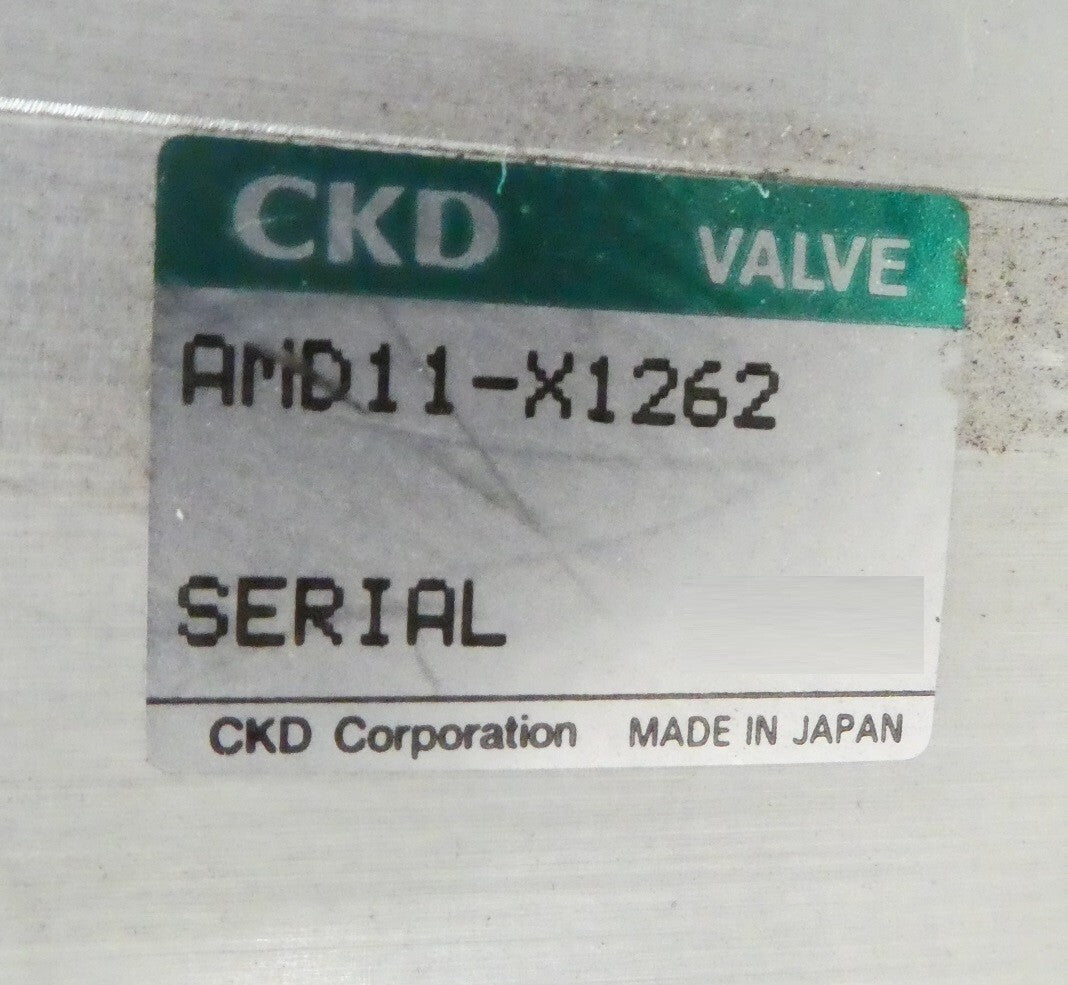 CKD VALVE
AMD11-X1262
SERIAL
CKD Corporation MADE IN JAPAN